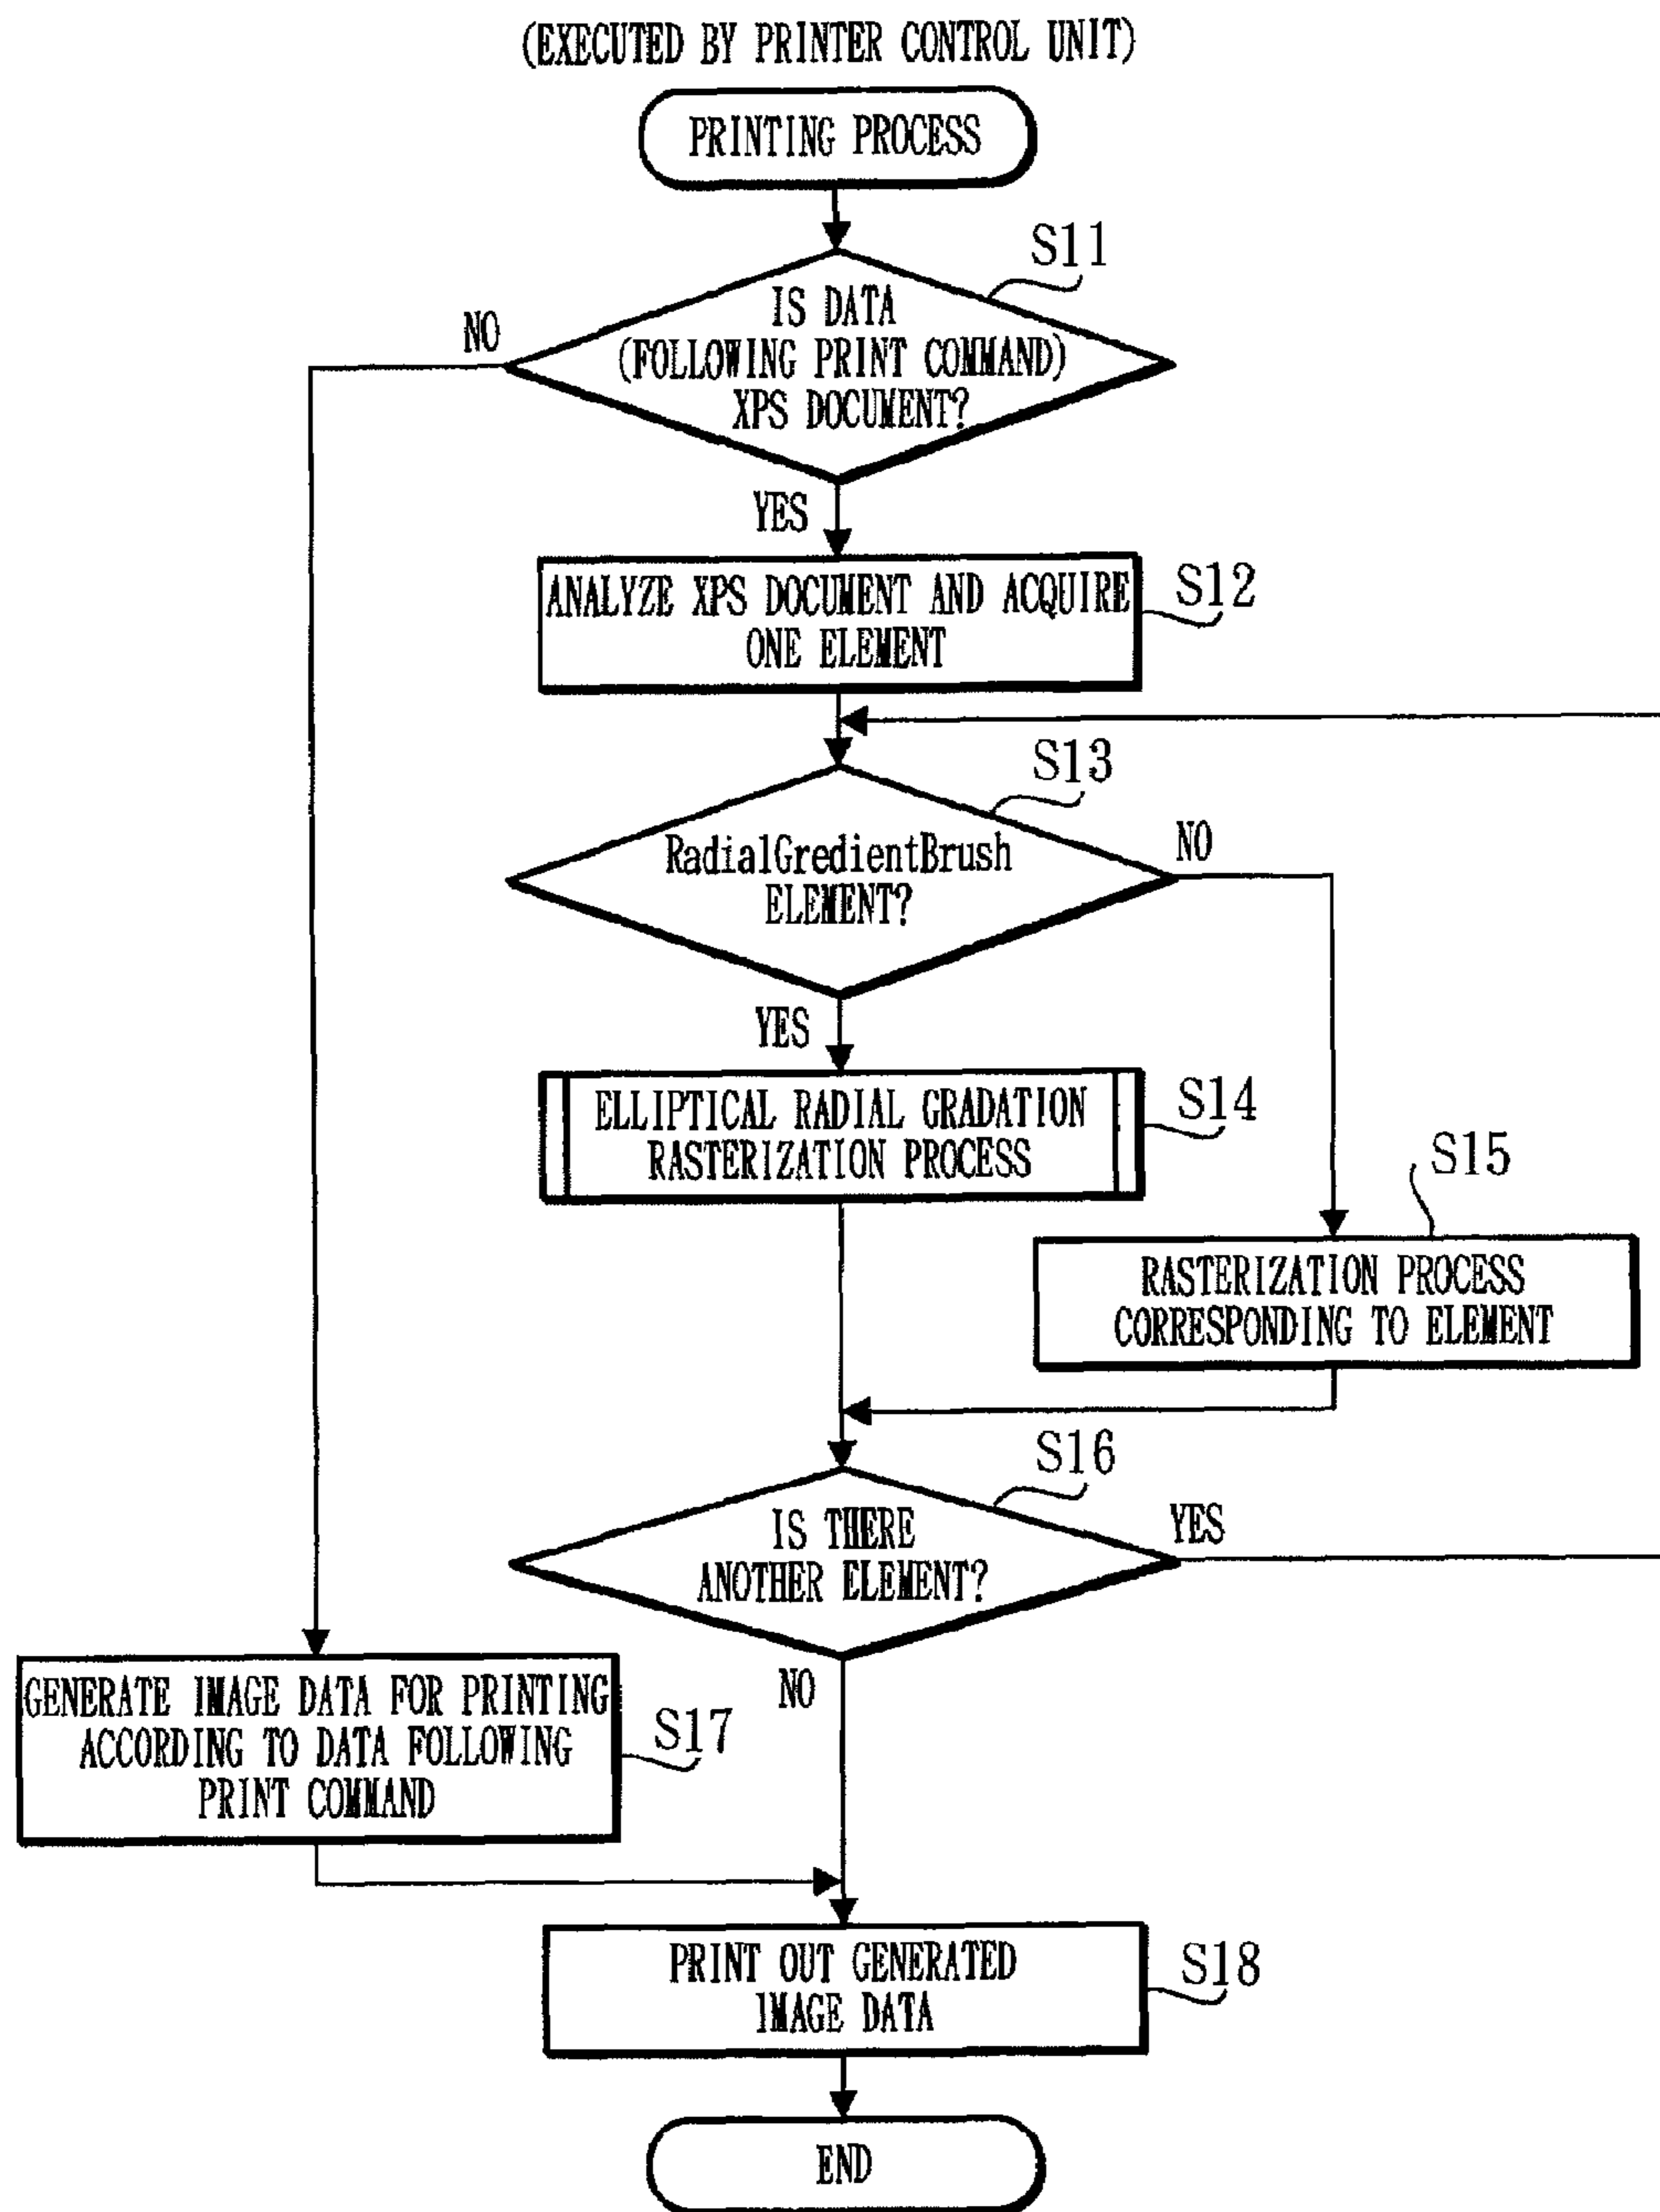 (EXECUTED BY PRINTER CONTROL UNIT)
PRINTING PROCESS
S11
IS DATA
(FOLLOWING PRINT COMMAND)
XPS DOCUMENT?
NO
YES
ANALYZE XPS DOCUMENT AND ACQUIRE
ONE ELEMENT
S12
S13
RadialGredientBrush
ELEMENT?
NO
YES
ELLIPTICAL RADIAL GRADATION
RASTERIZATION PROCESS
S14
S15
RASTERIZATION PROCESS
CORRESPONDING TO ELEMENT
S16
IS THERE
ANOTHER ELEMENT?
YES
NO
GENERATE IMAGE DATA FOR PRINTING
ACCORDING TO DATA FOLLOWING
PRINT COMMAND
S17
PRINT OUT GENERATED
IMAGE DATA
S18
END